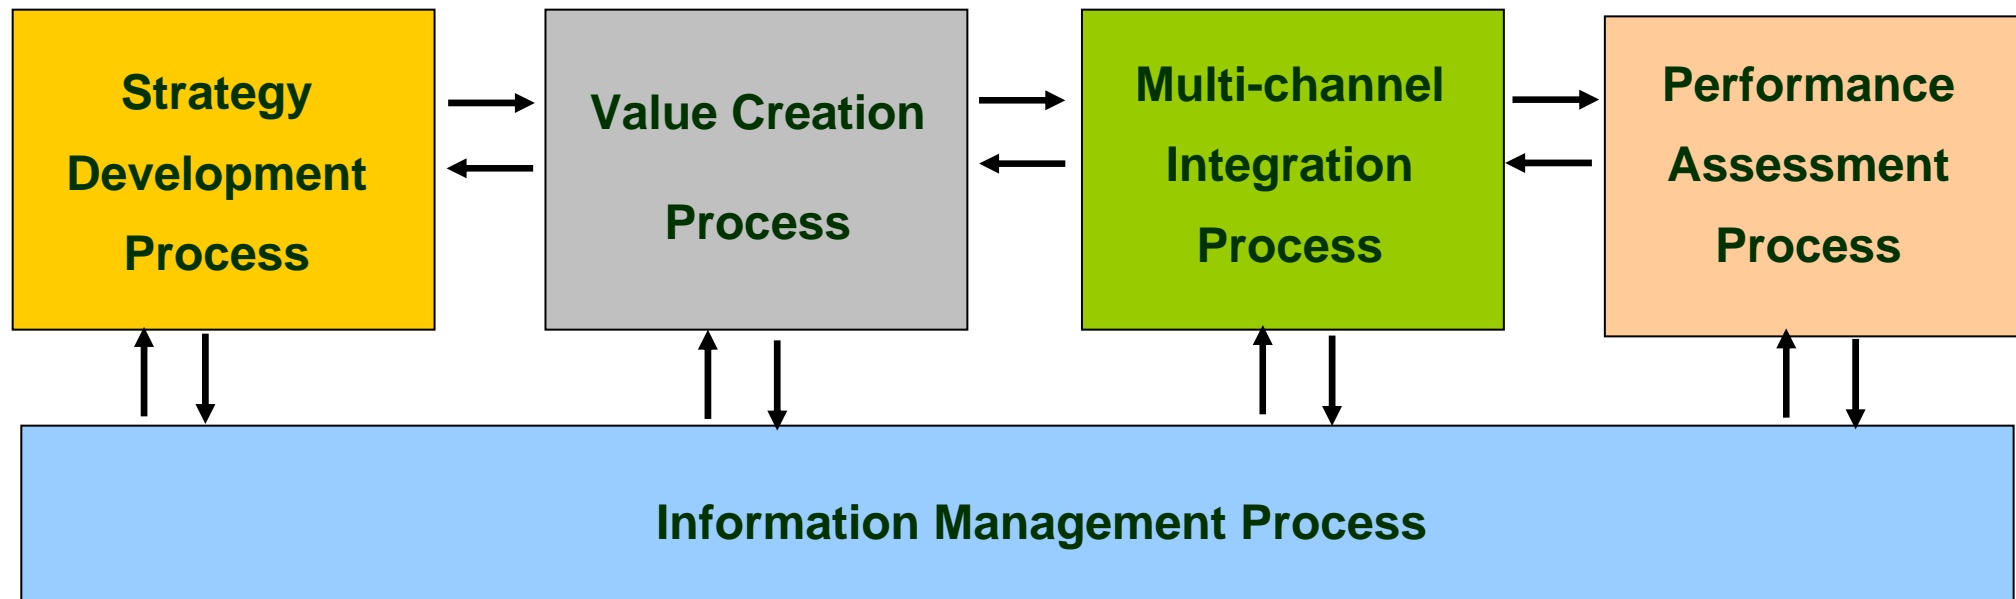 Strategy
Development
Process
Value Creation
Process
Multi-channel
Integration
Process
Performance
Assessment
Process
Information Management Process